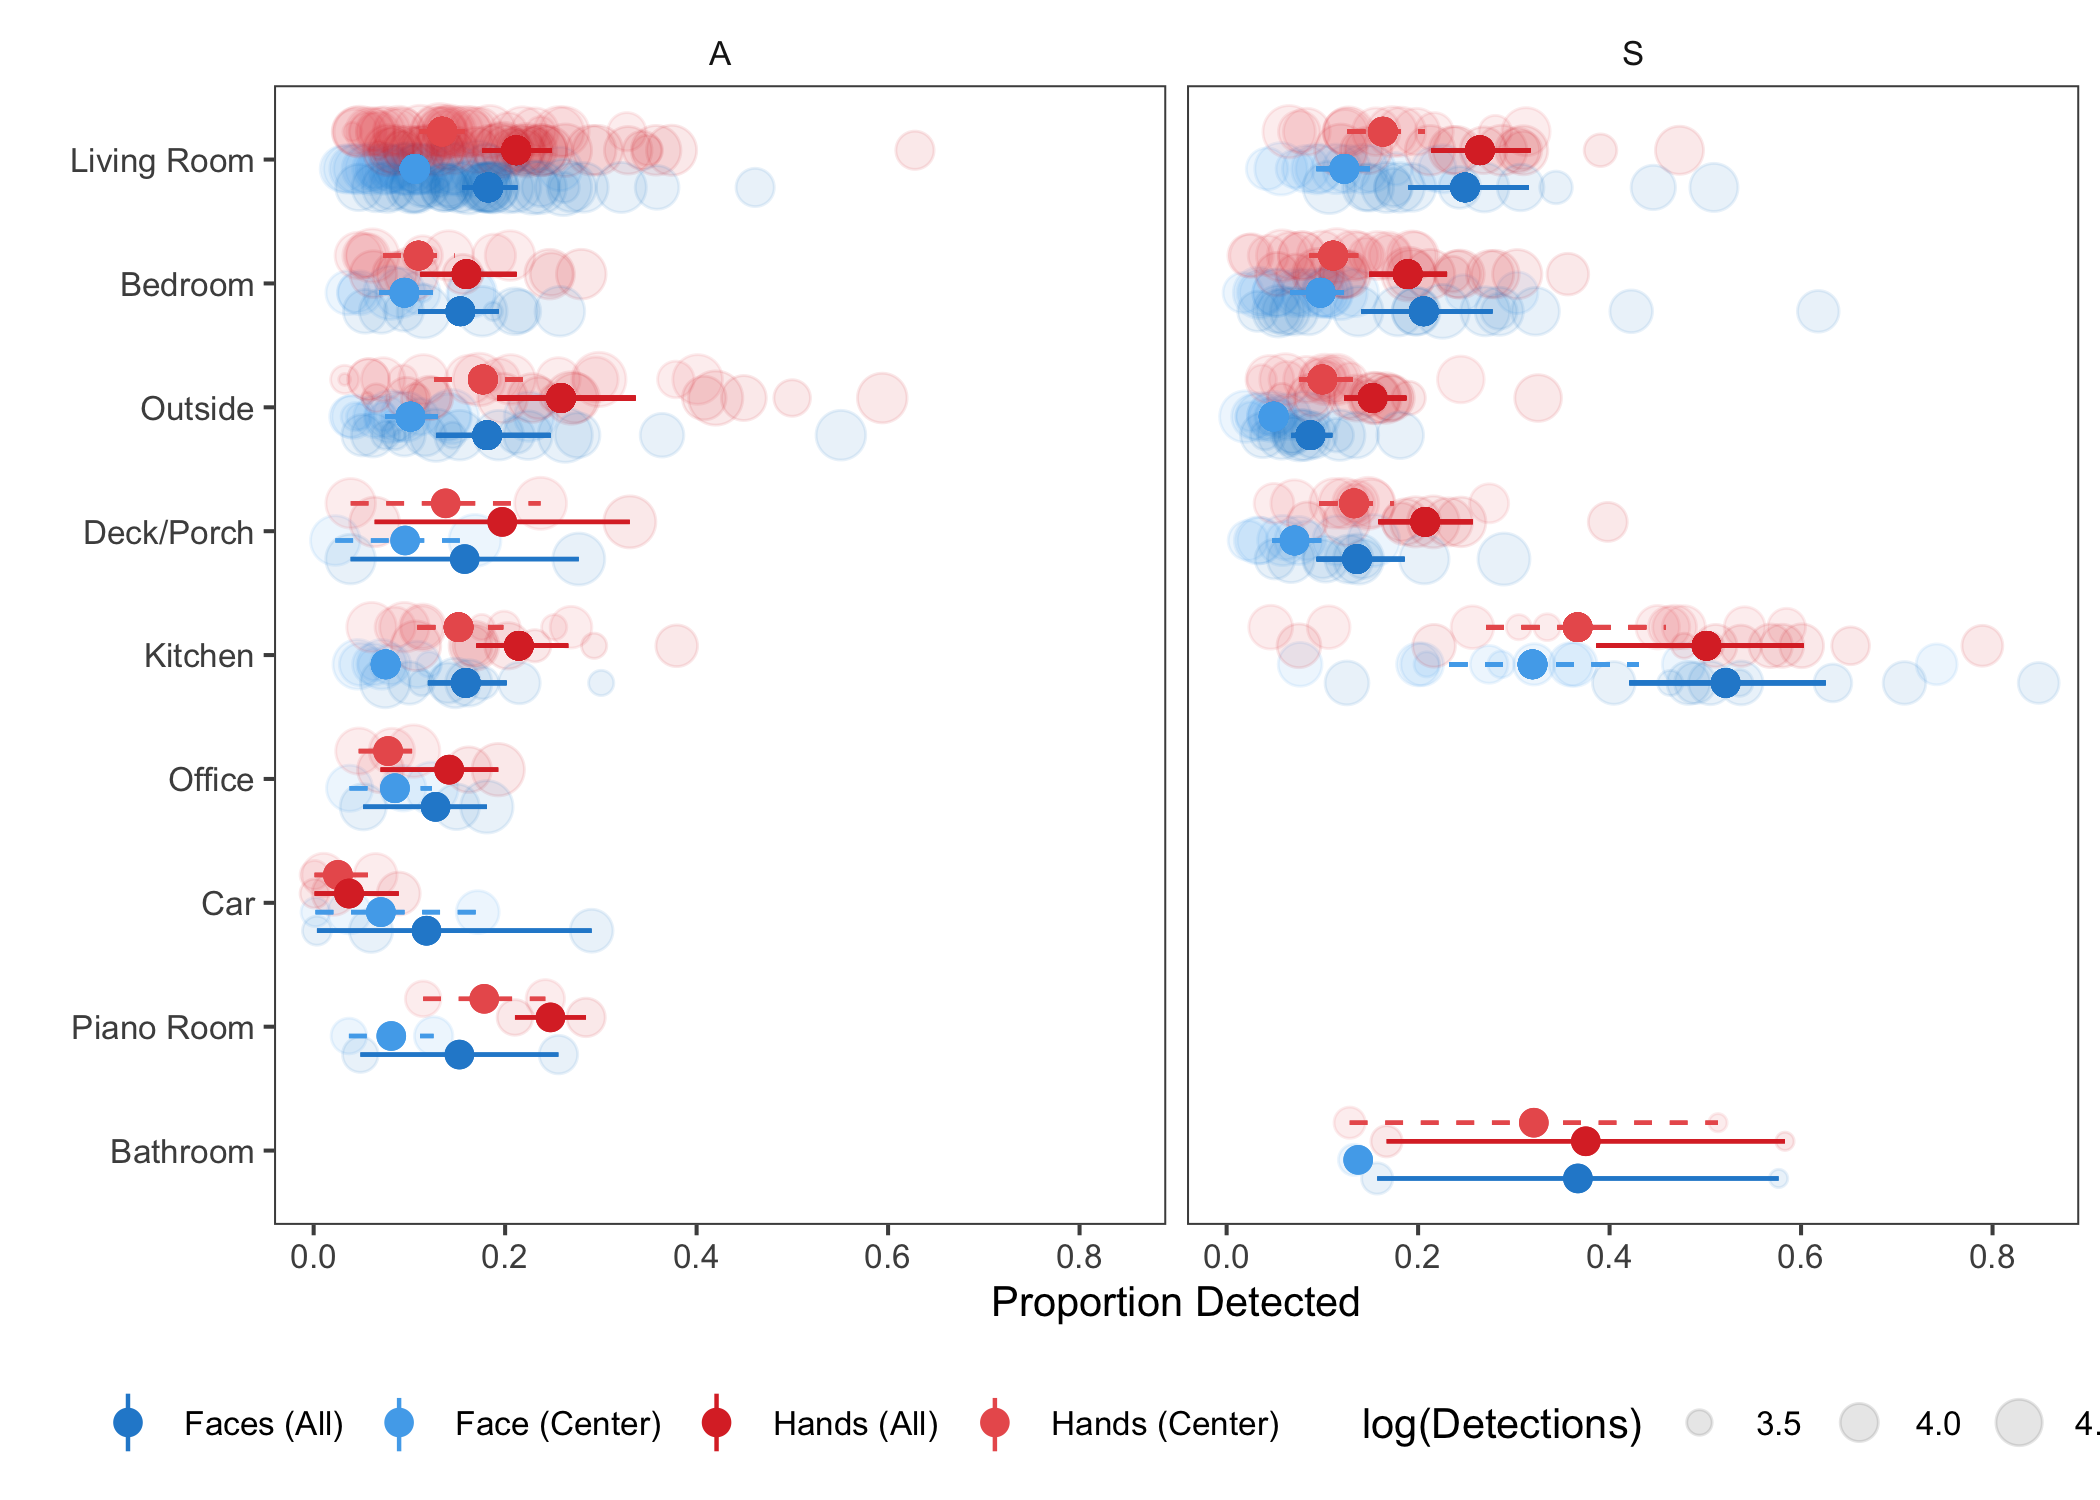 A
S
Living Room
Bedroom
Outside
Deck/Porch
Kitchen
Office
Car
Piano Room
Bathroom
0.0 0.2 0.4 0.6 0.8 0.0 0.2 0.4 0.6 0.8
Proportion Detected
Faces (All) Face (Center) Hands (All) Hands (Center) log(Detections) 3.5 4.0 4.